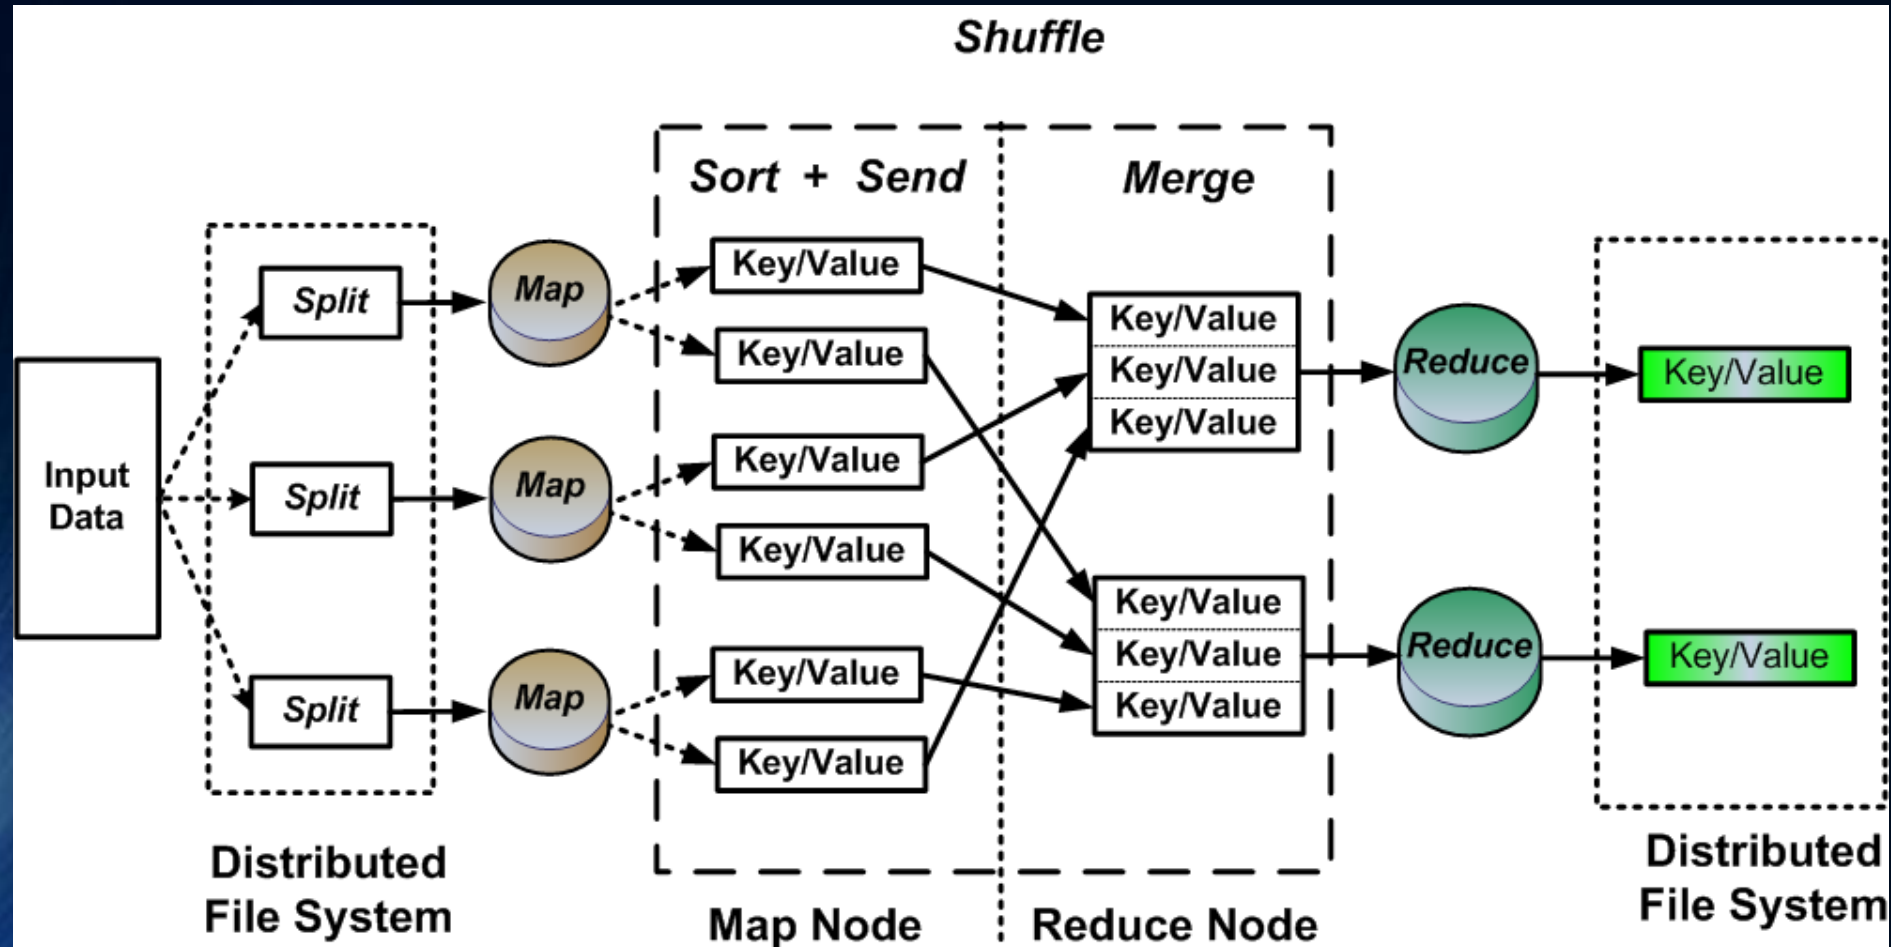 Shuffle
Sort + Send
Merge
Input
Data
Split
Split
Split
Map
Map
Map
Key/Value
Key/Value
Key/Value
Key/Value
Key/Value
Key/Value
Key/Value
Key/Value
Key/Value
Key/Value
Key/Value
Key/Value
Reduce
Reduce
Key/Value
Key/Value
Distributed
File System
Map Node
Reduce Node
Distributed
File System